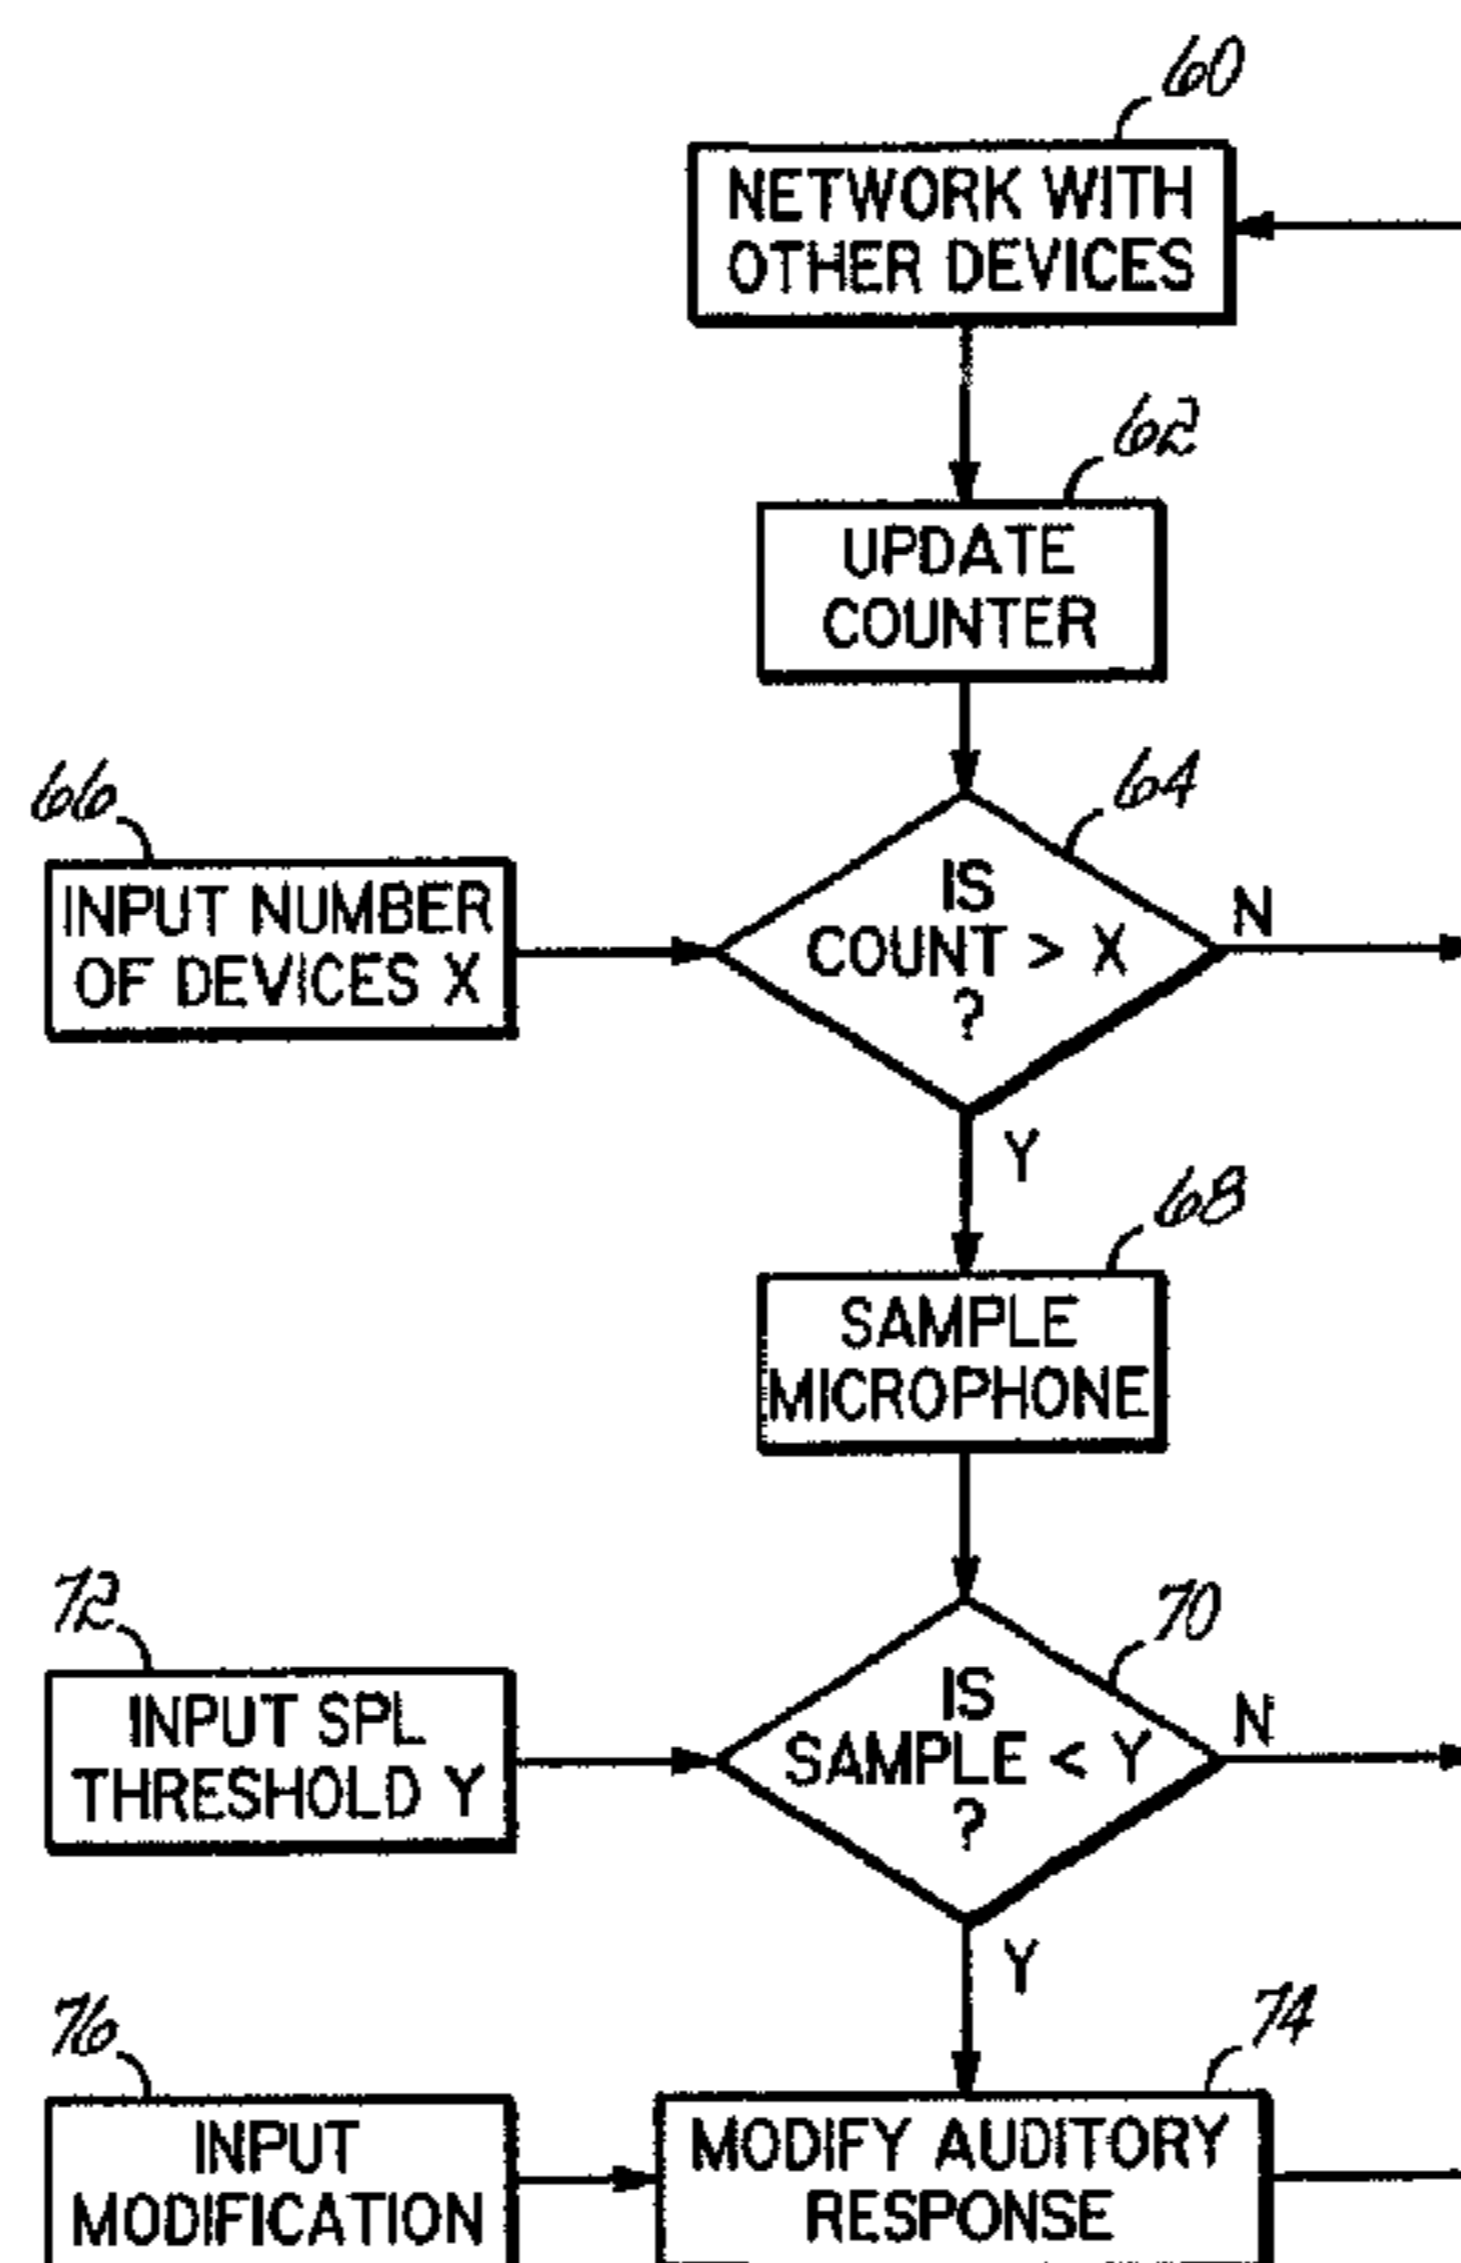 60
NETWORK WITH
OTHER DEVICES
62
UPDATE
COUNTER
64
66
INPUT NUMBER
OF DEVICES X
IS
COUNT > X
?
N
Y
68
SAMPLE
MICROPHONE
70
72
INPUT SPL
THRESHOLD Y
IS
SAMPLE < Y
?
N
Y
74
76
INPUT
MODIFICATION
MODIFY AUDITORY
RESPONSE